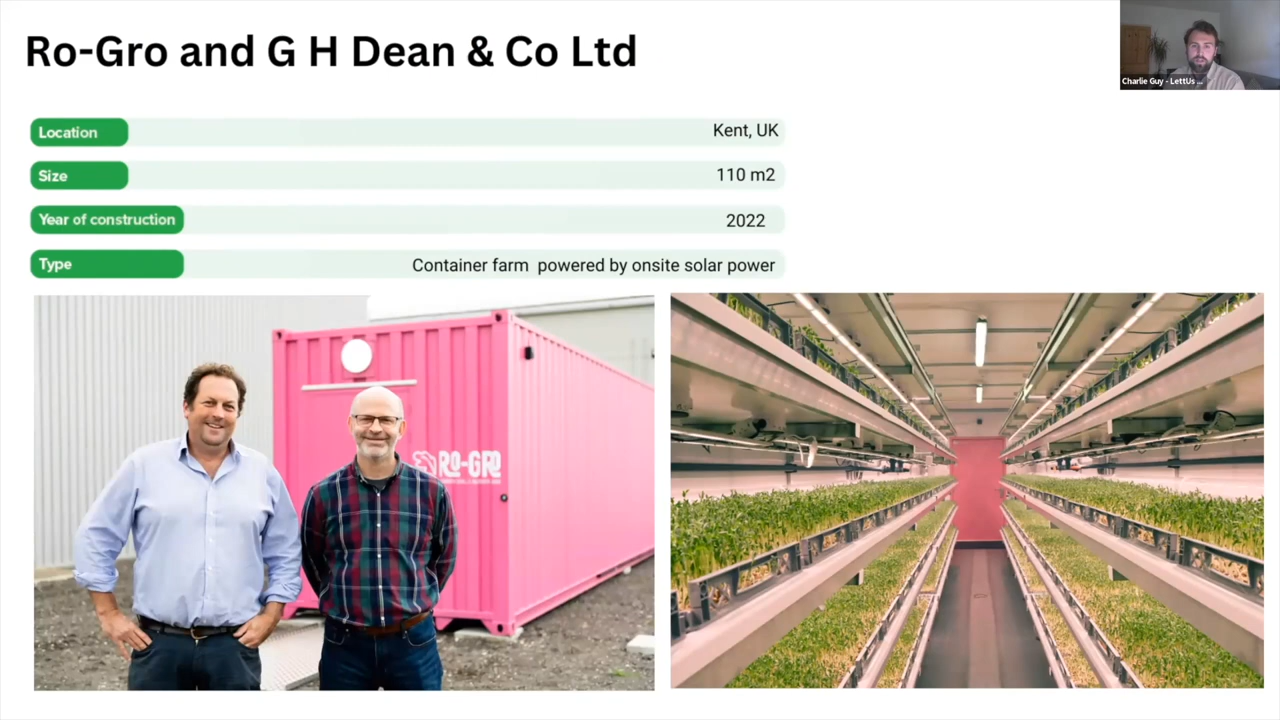 Ro-Gro and G H Dean & Co Ltd
Charlie Guy - LettUs ...
Location Kent, UK
Size 110 m2
Year of construction 2022
Type Container farm powered by onsite solar power
RO-GRO